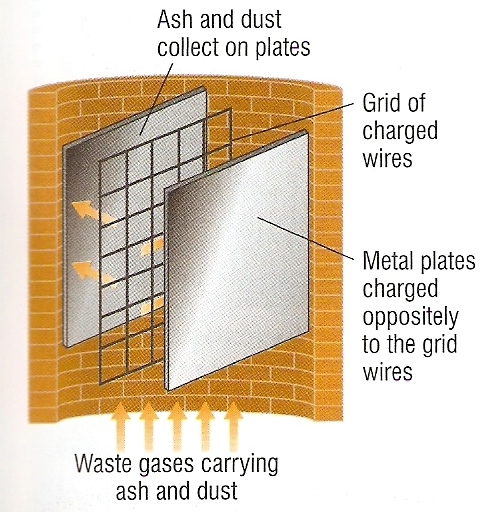 Ash and dust
collect on plates
Grid of
charged
wires
Metal plates
charged
oppositely
to the grid
wires
Waste gases carrying
ash and dust